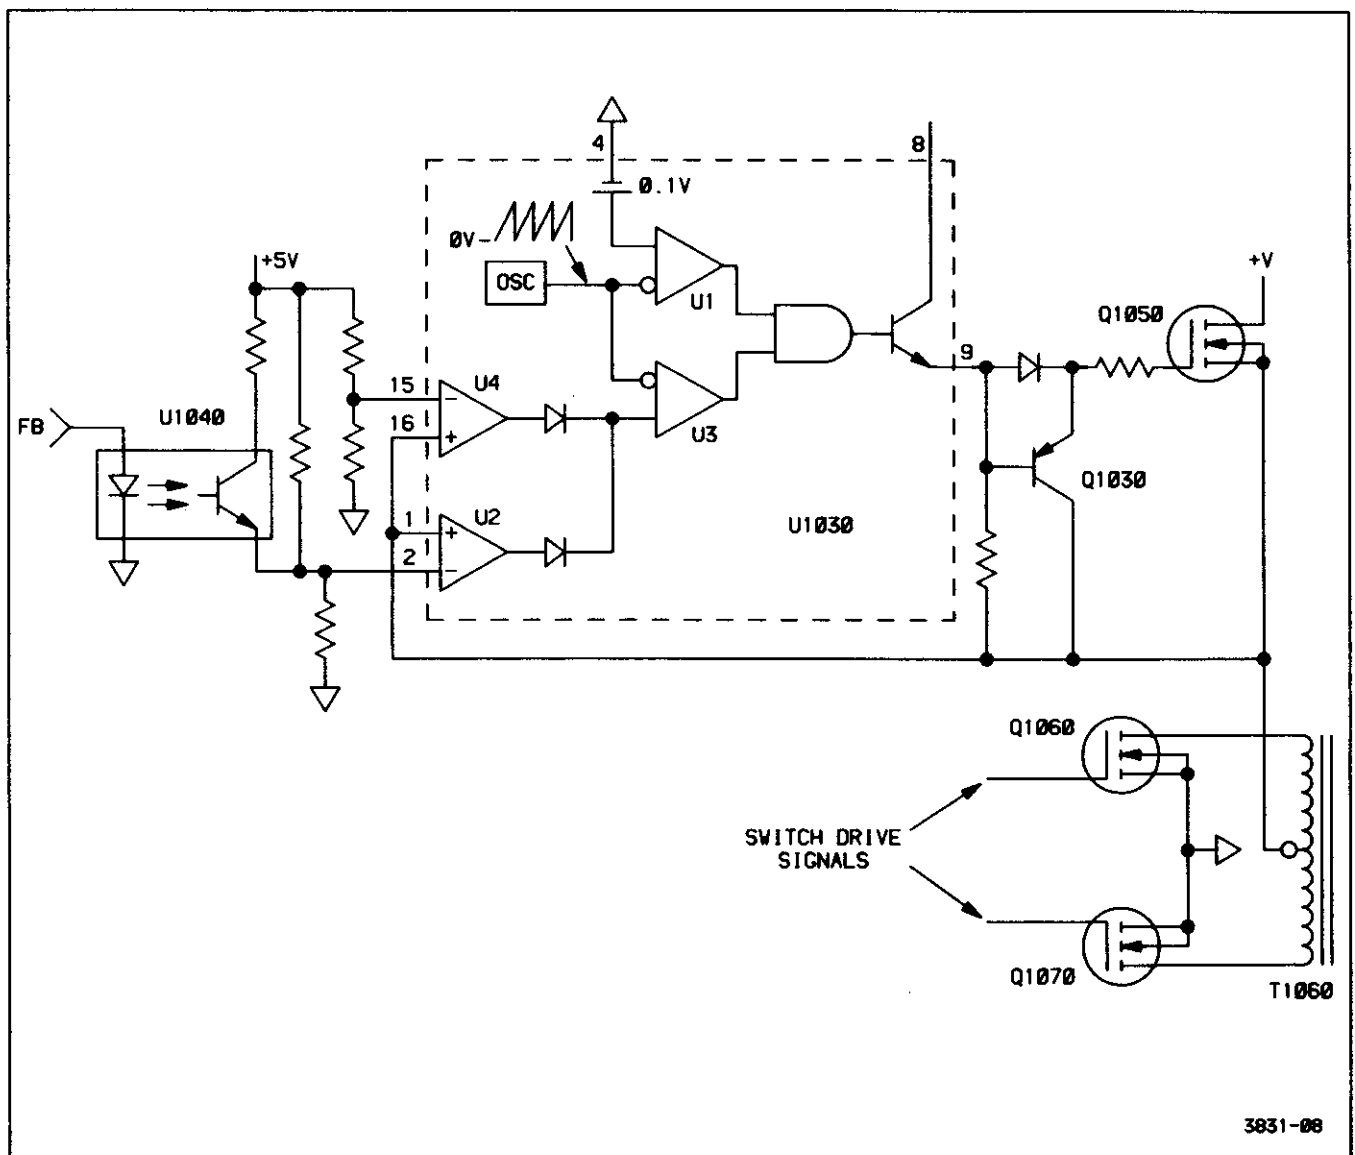 4
8
0.1V
0V-
OSC
U1
+5V
+V
Q1050
9
15
U4
16
U3
FB
U1040
Q1030
1
U2
2
U1030
Q1060
SWITCH DRIVE
SIGNALS
Q1070
T1060
3831-08